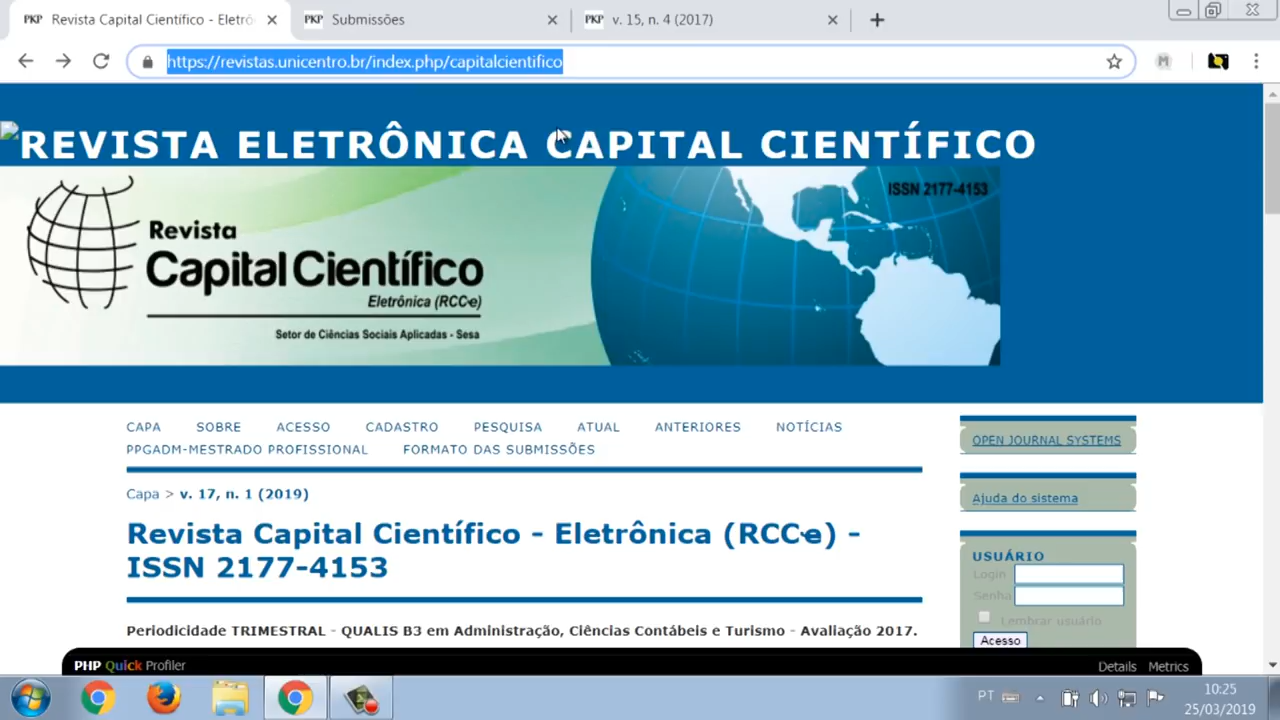 Revista Capital Científico - Eletrô
Submissões
v. 15, n. 4 (2017)
https://revistas.unicentro.br/index.php/capitalcientifico
REVISTA ELETRÔNICA CAPITAL CIENTÍFICO
ISSN 2177-4153
Revista
Capital Científico
Eletrônica (RCC-e)
Setor de Ciências Sociais Aplicadas - Sesa
CAPA SOBRE ACESSO CADASTRO PESQUISA ATUAL ANTERIORES NOTÍCIAS
PPGADM-MESTRADO PROFISSIONAL FORMATO DAS SUBMISSÕES
Capa > v. 17, n. 1 (2019)
Revista Capital Científico - Eletrônica (RCC-e) -
ISSN 2177-4153
Periodicidade TRIMESTRAL - QUALIS B3 em Administração, Ciências Contábeis e Turismo - Avaliação 2017.
OPEN JOURNAL SYSTEMS
Ajuda do sistema
USUÁRIO
Login
Senha
Lembrar usuário
Acesso
PHP Quick Profiler
Details Metrics
PT
10:25
25/03/2019